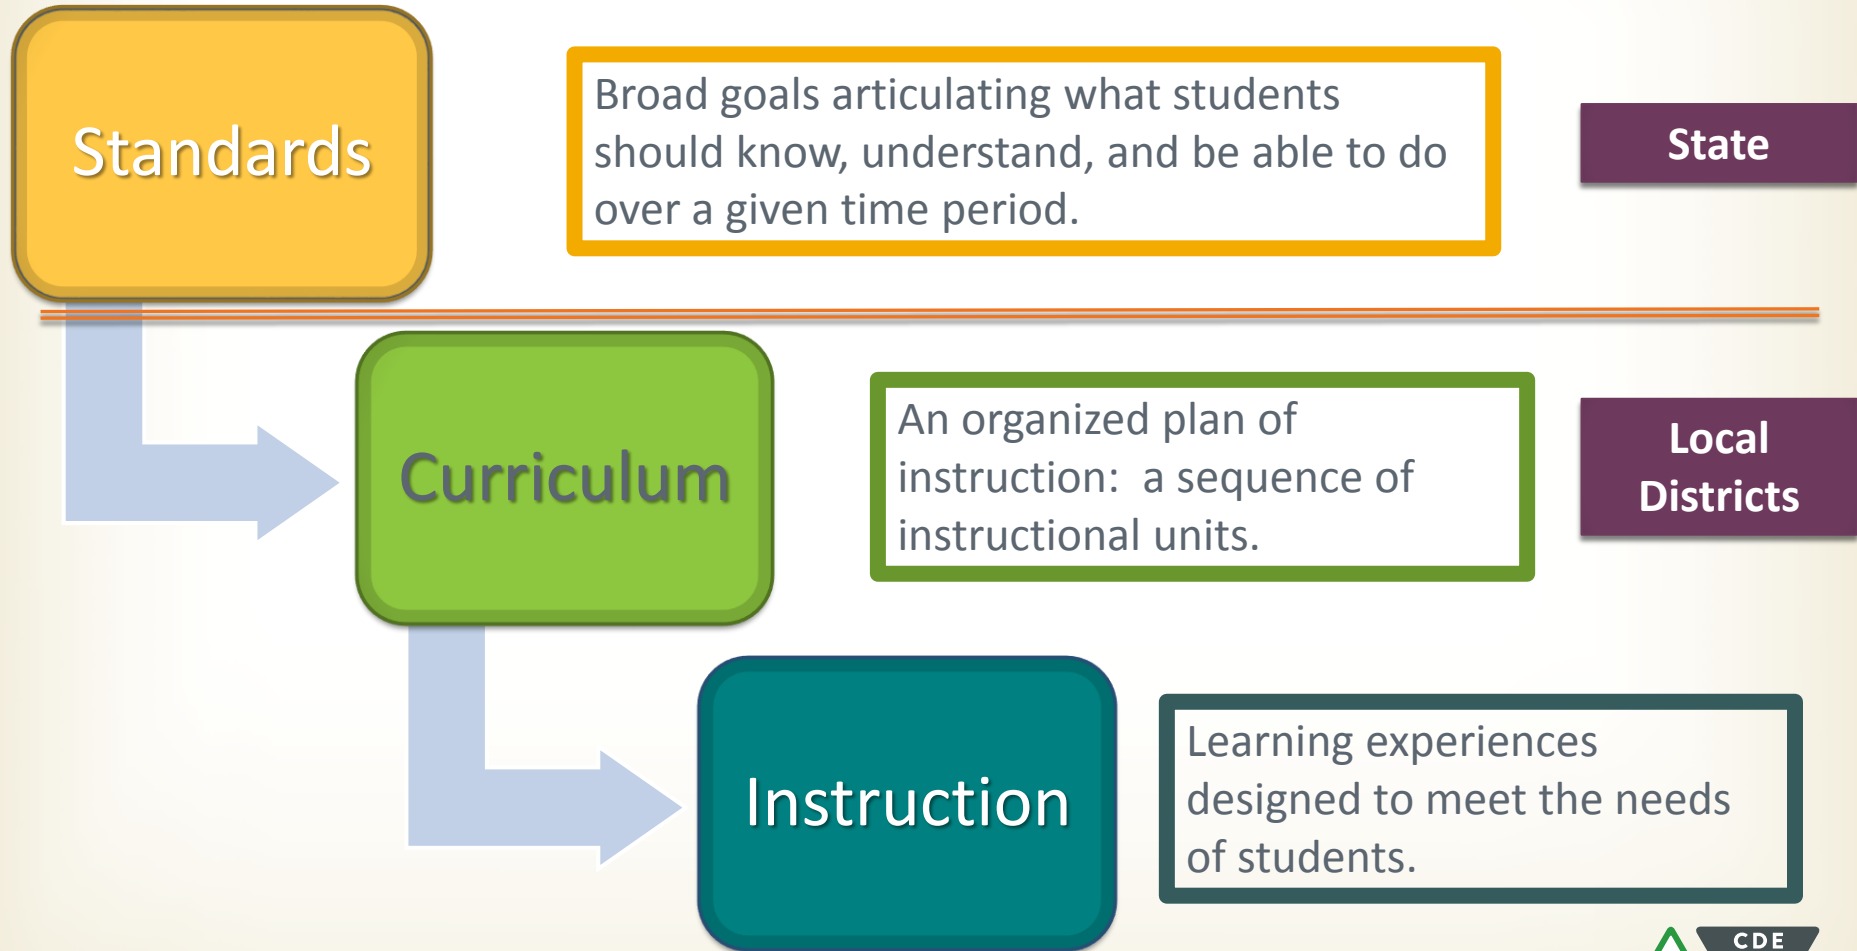 Standards
Broad goals articulating what students
should know, understand, and be able to do
over a given time period.
State
Curriculum
An organized plan of
instruction:  a sequence of
instructional units.
Local
Districts
Instruction
Learning experiences
designed to meet the needs
of students.
CDE